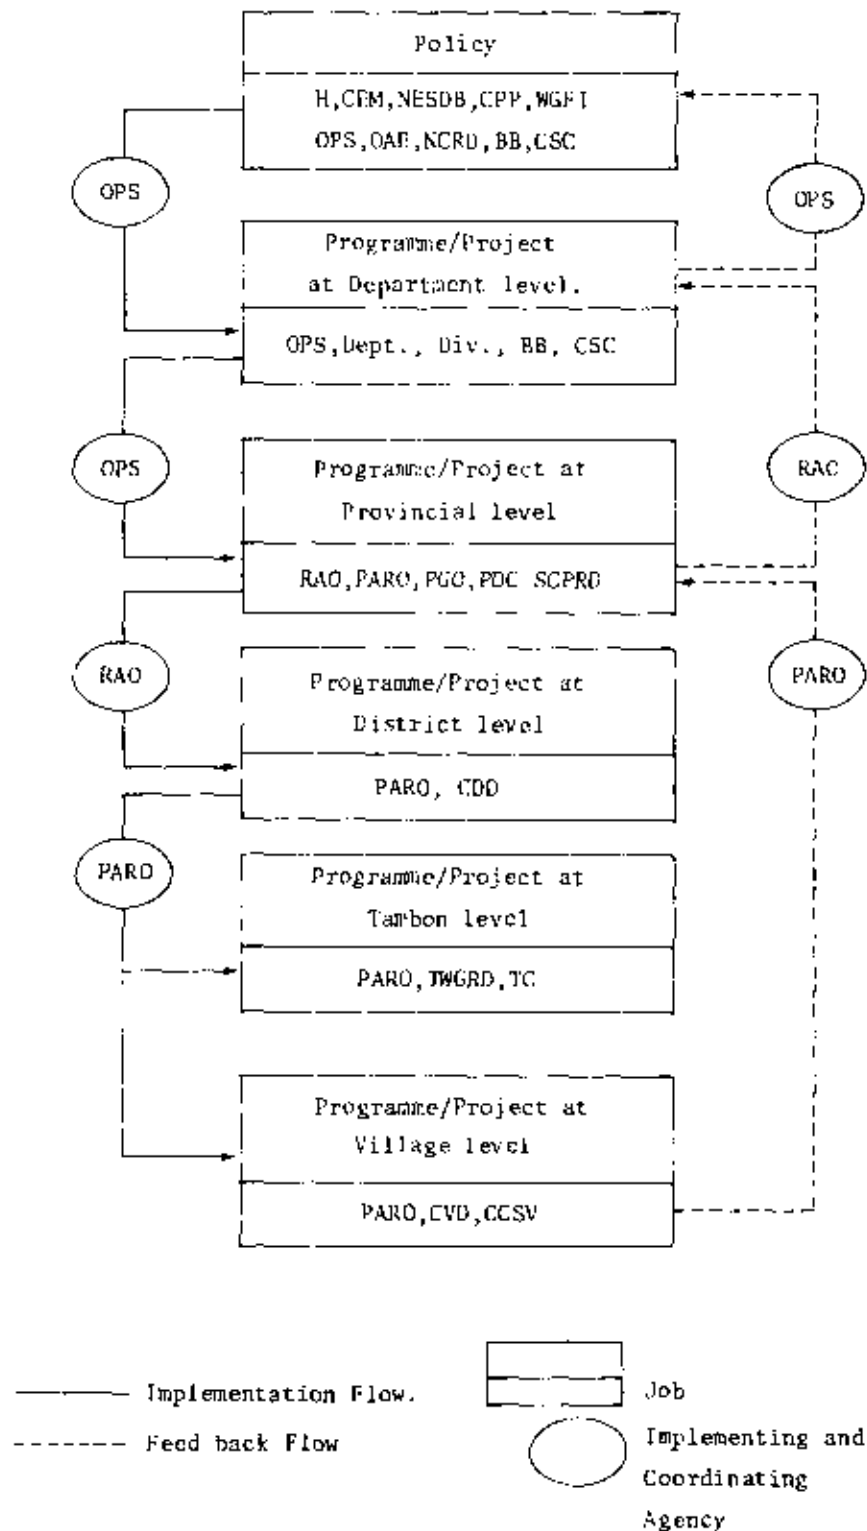 Policy
H,CEM,NESDB,CPP,WGPI
OPS,OAE,NCRD,BB,CSC
OPS
OPS
Programme/Project
at Department level.
OPS,Dept., Div., BB, CSC
OPS
RAC
Programme/Project at
Provincial level
RAO,PARO,PGO,PDC SCPRD
RAO
PARO
Programme/Project at
District level
PARO, CDD
PARO
Programme/Project at
Tambon level
PARO,TWGRD,TC
Programme/Project at
Village level
PARO,CVD,CCSV
Implementation Flow.
Job
Feed back Flow
Implementing and
Coordinating
Agency